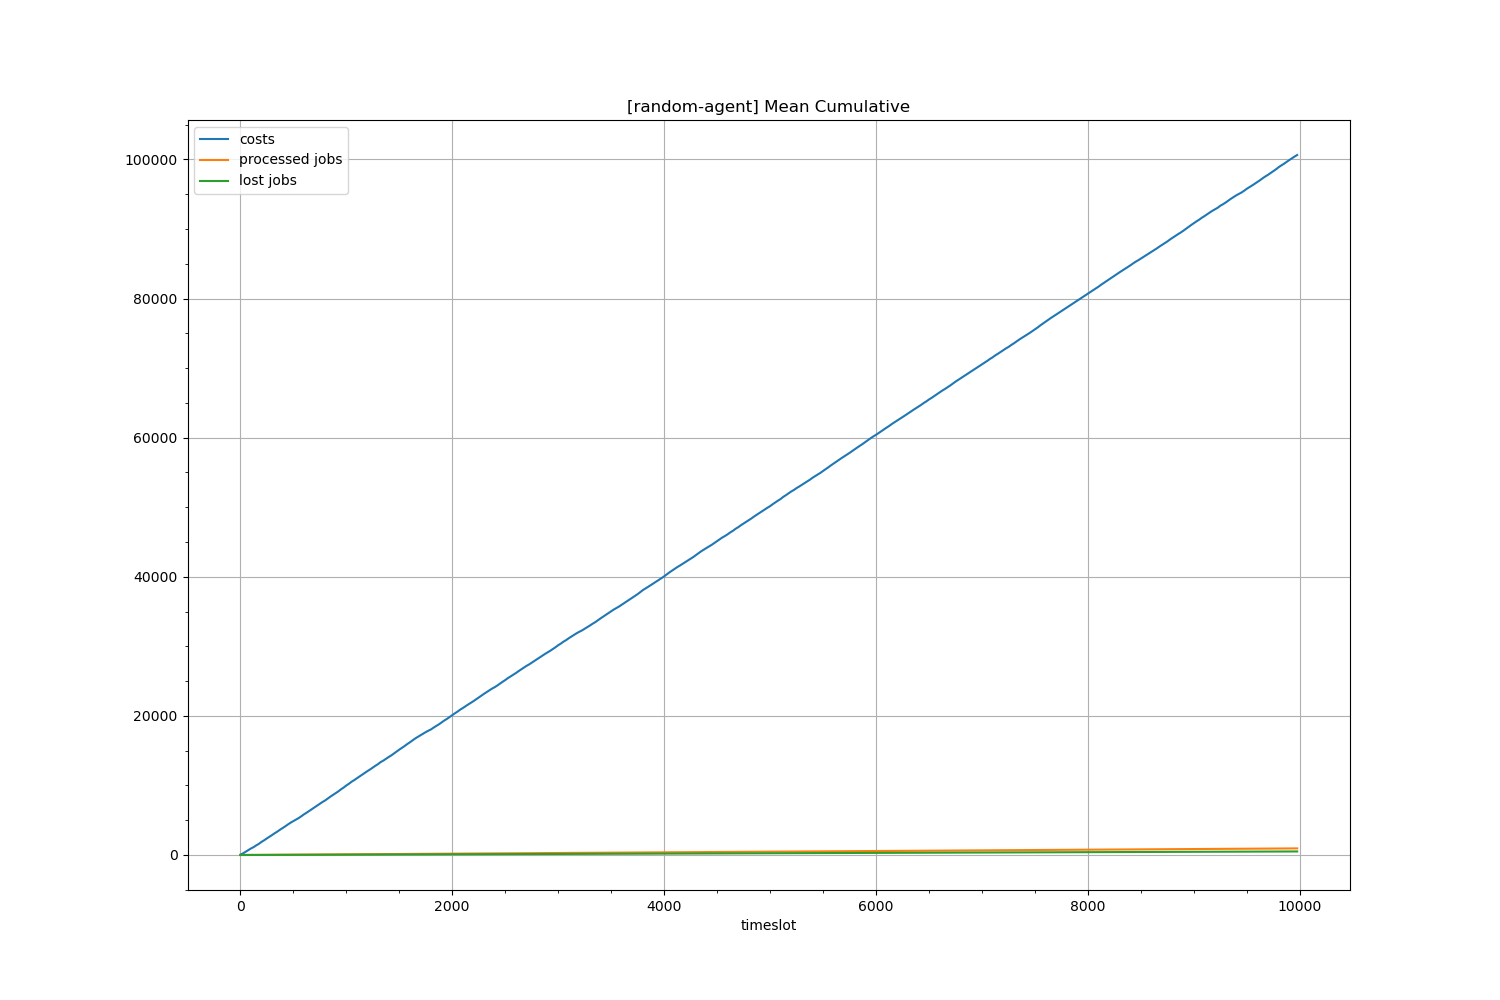 [random-agent] Mean Cumulative
costs
processed jobs
lost jobs
100000
80000
60000
40000
20000
0
0 2000 4000 6000 8000 10000
timeslot